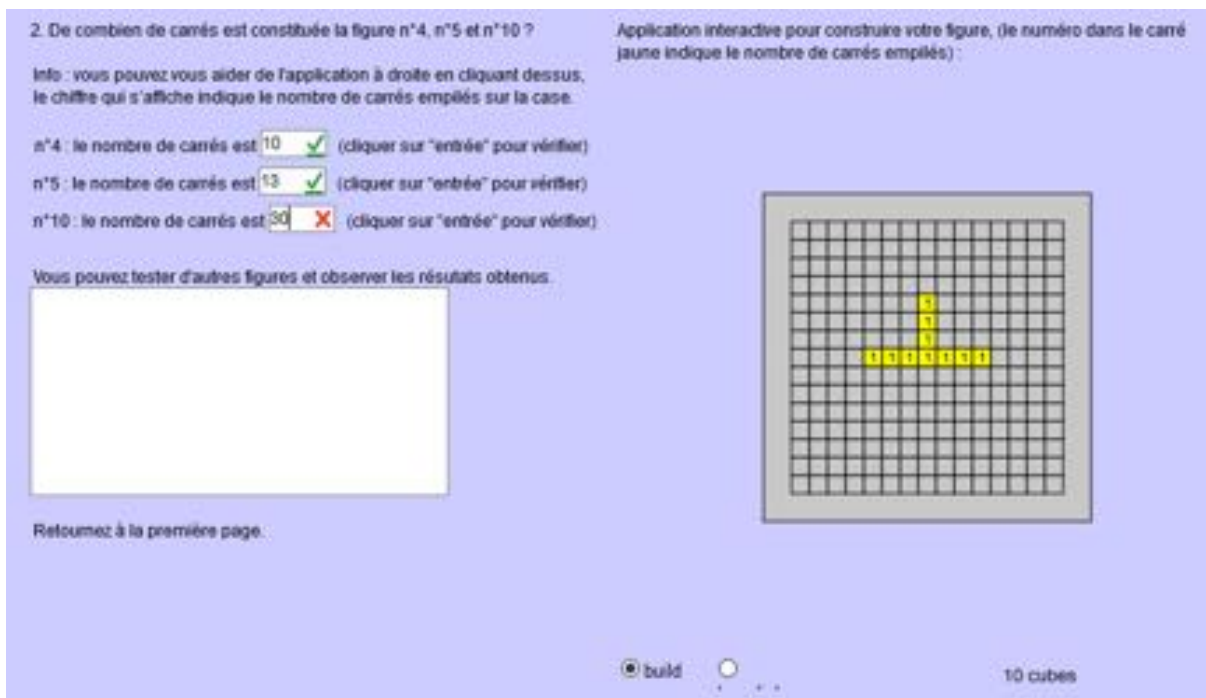 2. De combien de carrés est constituée la figure n°4, n°5 et n°10 ?
Info : vous pouvez vous aider de l'application à droite en cliquant dessus,
le chiffre qui s'affiche indique le nombre de carrés empilés sur la case.
n°4 : le nombre de carrés est 10 (cliquer sur "entrée" pour vérifier)
n°5 : le nombre de carrés est 13 (cliquer sur "entrée" pour vérifier)
n°10 : le nombre de carrés est 30 (cliquer sur "entrée" pour vérifier)
Vous pouvez tester d'autres figures et observer les résutats obtenus.
Retournez à la première page.
Application interactive pour construire votre figure, (le numéro dans le carré
jaune indique le nombre de carrés empilés) :
1
1
1
1 1 1 1 1 1 1
build
10 cubes